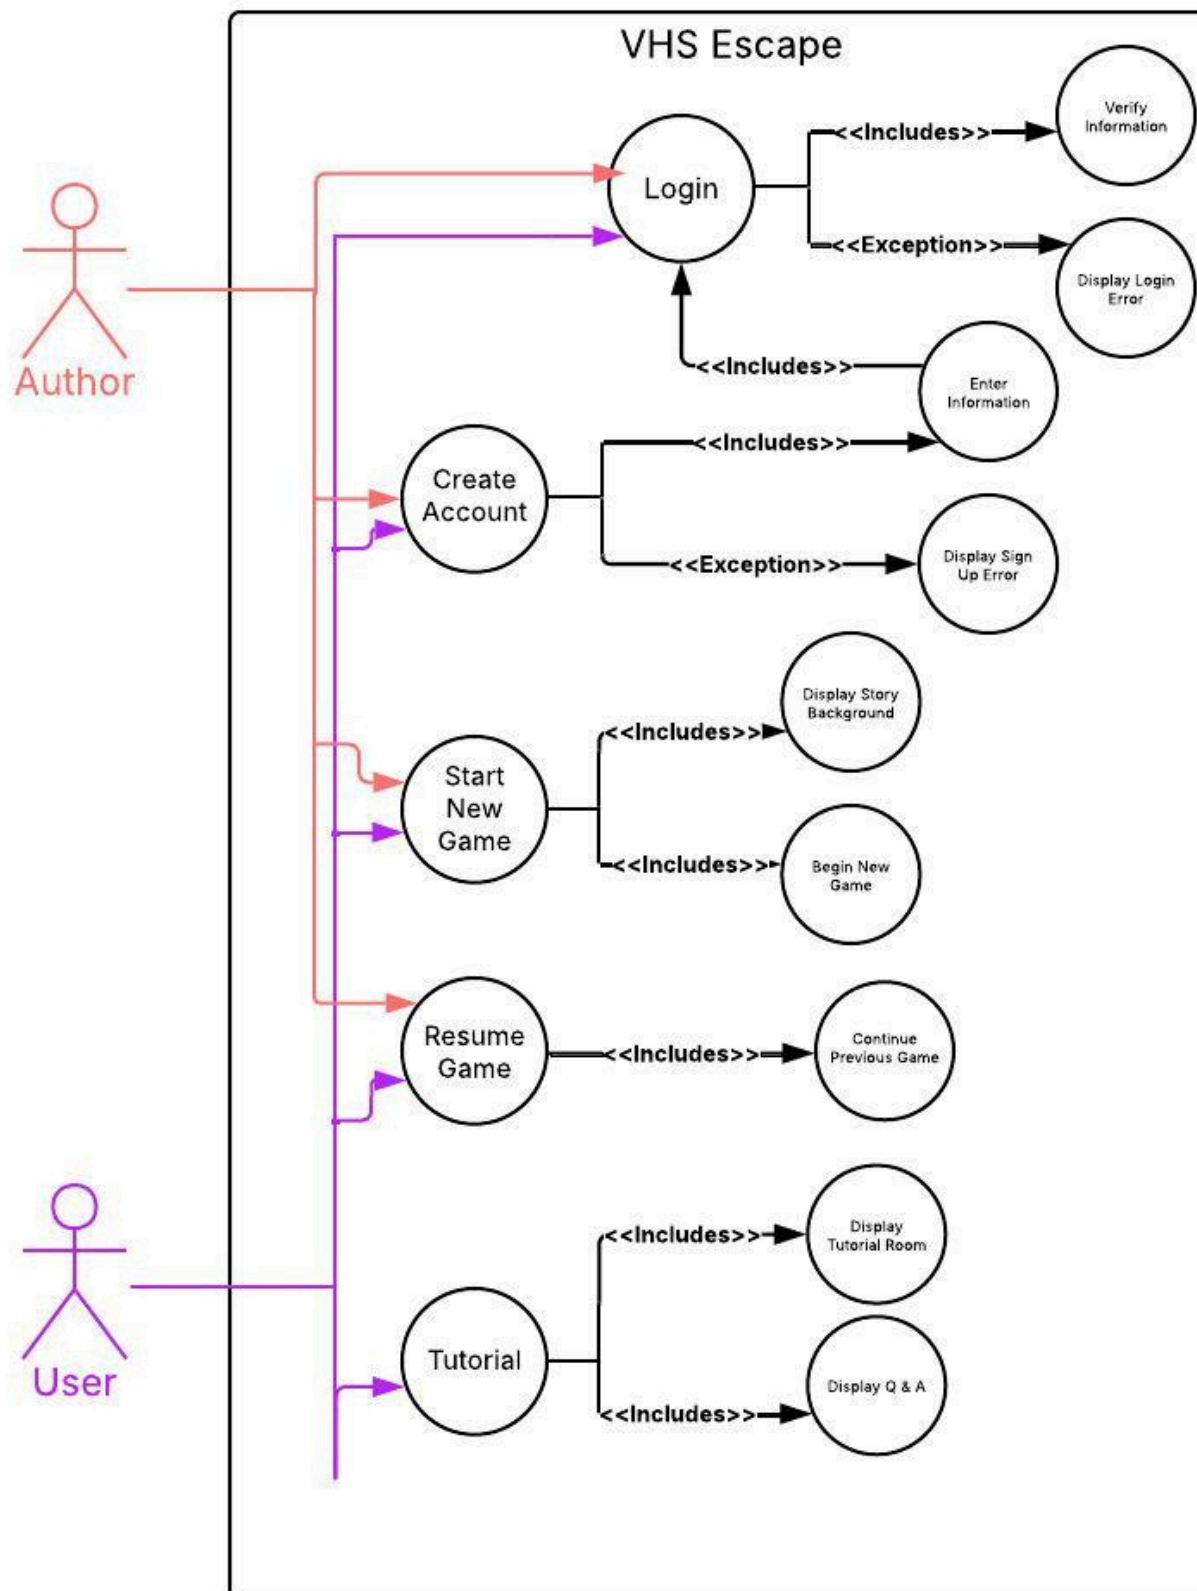 VHS Escape
Verify
Information
<<Includes>>
Login
<<Exception>>
Display Login
Error
Author
<<Includes>>
Enter
Information
<<Includes>>
Create
Account
<<Exception>>
Display Sign
Up Error
Display Story
Background
<<Includes>>
Start
New
Game
<<Includes>>
Begin New
Game
Resume
Game
<<Includes>>
Continue
Previous Game
<<Includes>>
Display
Tutorial Room
User
Tutorial
<<Includes>>
Display Q & A